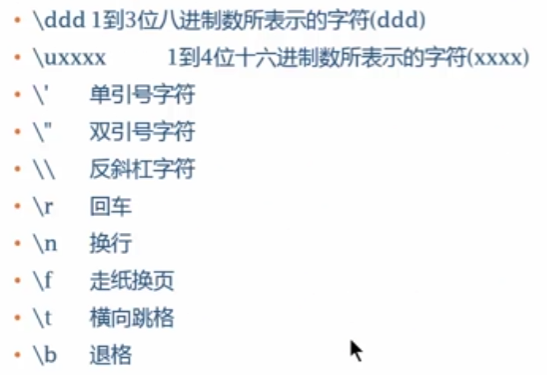 • \ddd 1到3位八进制数所表示的字符(ddd)
• \uxxxx 1到4位十六进制数所表示的字符(xxxx)
• \' 单引号字符
• \" 双引号字符
• \\ 反斜杠字符
• \r 回车
• \n 换行
• \f 走纸换页
• \t 横向跳格
• \b 退格